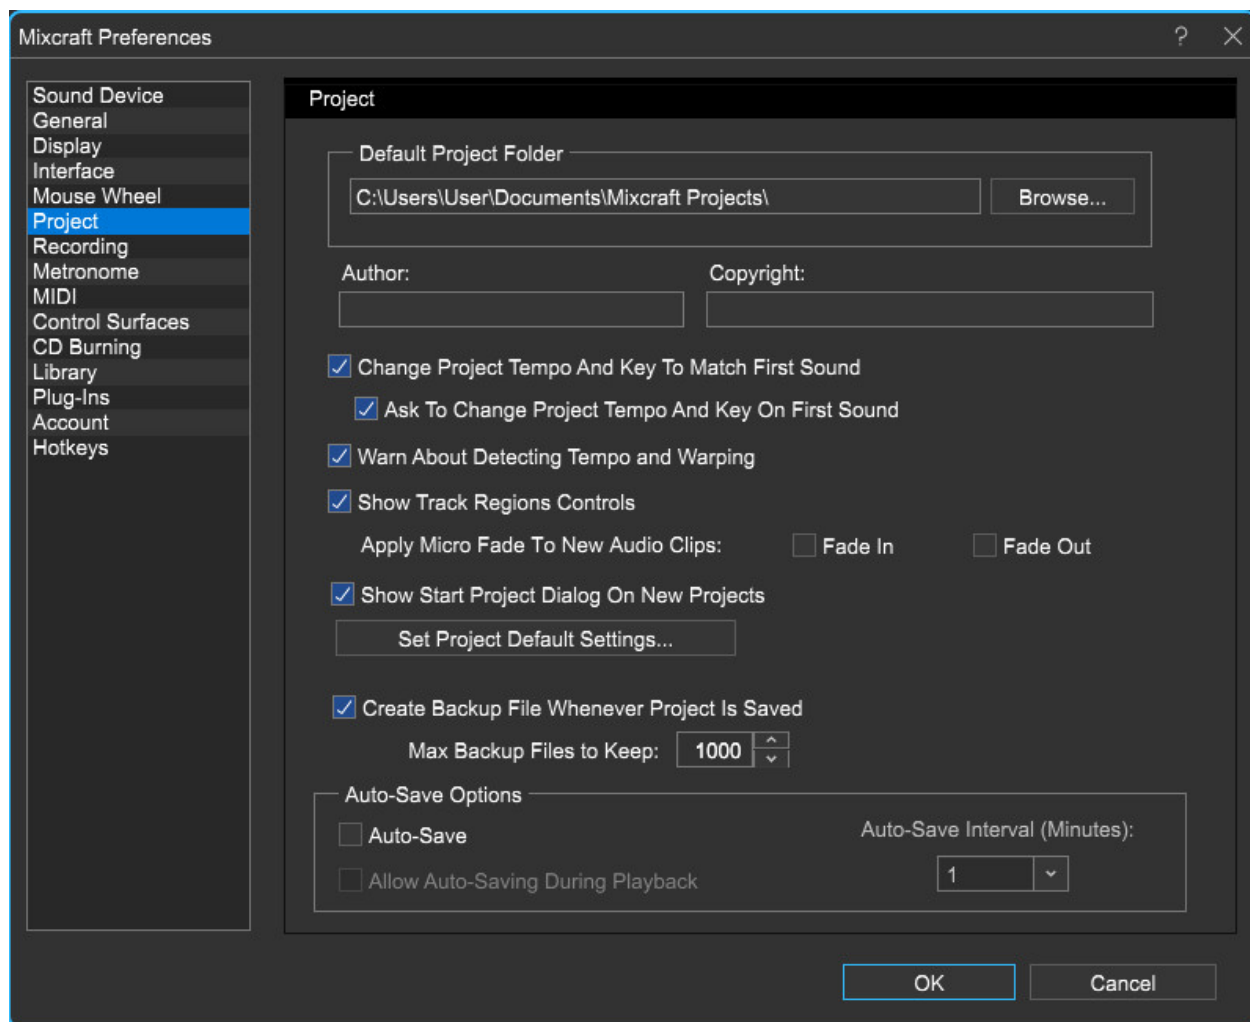 Mixcraft Preferences
?
Sound Device
General
Display
Interface
Mouse Wheel
Project
Recording
Metronome
MIDI
Control Surfaces
CD Burning
Library
Plug-Ins
Account
Hotkeys
Project
Default Project Folder
C:\Users\User\Documents\Mixcraft Projects\ Browse...
Author: Copyright:
Change Project Tempo And Key To Match First Sound
Ask To Change Project Tempo And Key On First Sound
Warn About Detecting Tempo and Warping
Show Track Regions Controls
Apply Micro Fade To New Audio Clips: Fade In Fade Out
Show Start Project Dialog On New Projects
Set Project Default Settings...
Create Backup File Whenever Project Is Saved
Max Backup Files to Keep: 1000
Auto-Save Options
Auto-Save Auto-Save Interval (Minutes):
Allow Auto-Saving During Playback 1
OK Cancel